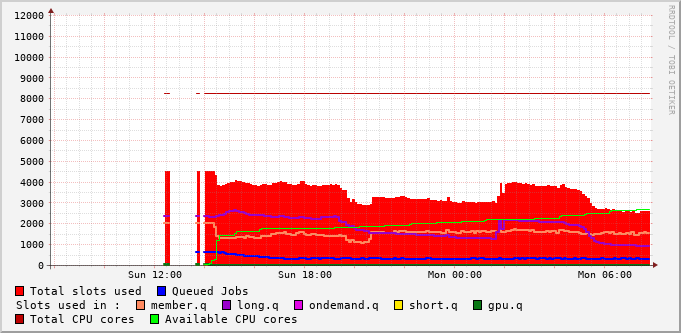 12000
11000
10000
9000
8000
7000
6000
5000
4000
3000
2000
1000
0
Sun 12:00 Sun 18:00 Mon 00:00 Mon 06:00
RRDTOOL / TOBI OETIKER
Total slots used Queued Jobs
Slots used in : member.q long.q ondemand.q short.q gpu.q
Total CPU cores Available CPU cores